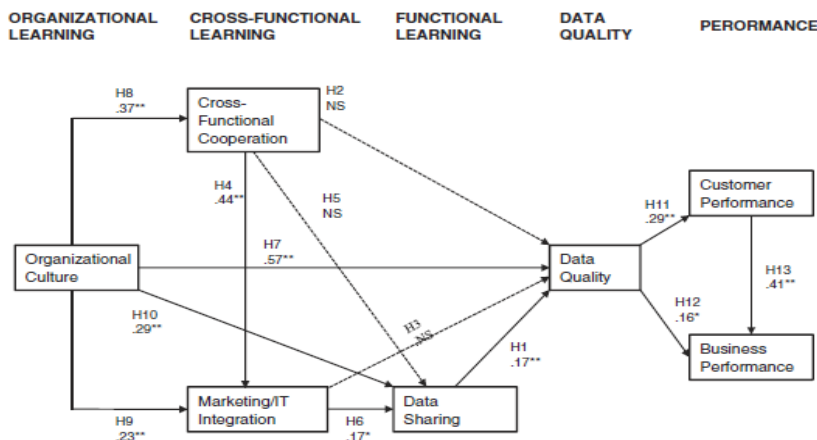 ORGANIZATIONAL LEARNING
CROSS-FUNCTIONAL LEARNING
FUNCTIONAL LEARNING
DATA QUALITY
PERORMANCE
H8
.37**
Cross-
Functional
Cooperation
H2
NS
H4
.44**
H5
NS
Customer
Performance
H11
.29**
Organizational
Culture
H7
.57**
Data
Quality
H13
.41**
H10
.29**
H3
NS
H12
.16*
H1
.17**
Business
Performance
Marketing/IT
Integration
Data
Sharing
H9
.23**
H6
.17*